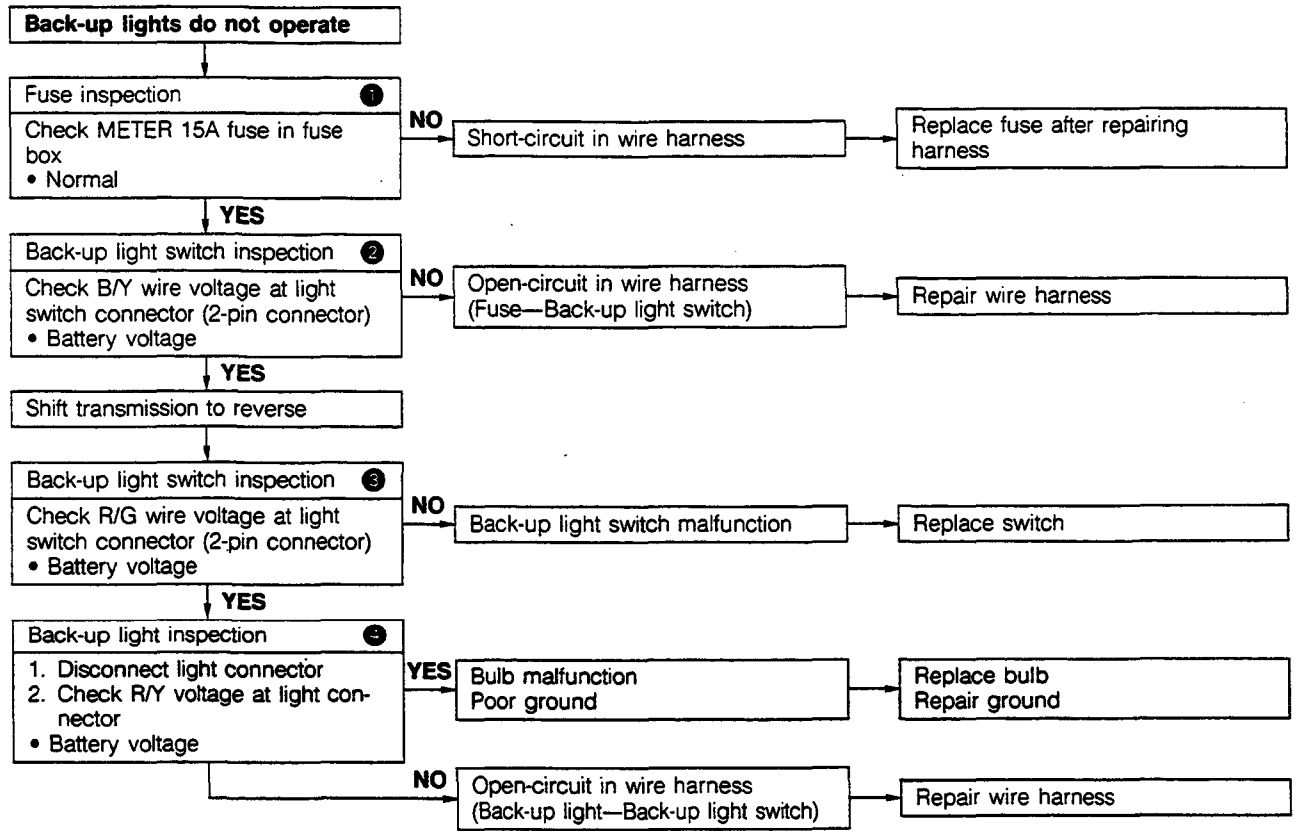 Back-up lights do not operate
Fuse inspection ❶
Check METER 15A fuse in fuse
box
• Normal
NO
Short-circuit in wire harness
Replace fuse after repairing
harness
YES
Back-up light switch inspection ❷
Check B/Y wire voltage at light
switch connector (2-pin connector)
• Battery voltage
NO
Open-circuit in wire harness
(Fuse—Back-up light switch)
Repair wire harness
YES
Shift transmission to reverse
Back-up light switch inspection ❸
Check R/G wire voltage at light
switch connector (2-pin connector)
• Battery voltage
NO
Back-up light switch malfunction
Replace switch
YES
Back-up light inspection ❹
1. Disconnect light connector
2. Check R/Y voltage at light con-
nector
• Battery voltage
YES
Bulb malfunction
Poor ground
Replace bulb
Repair ground
NO
Open-circuit in wire harness
(Back-up light—Back-up light switch)
Repair wire harness